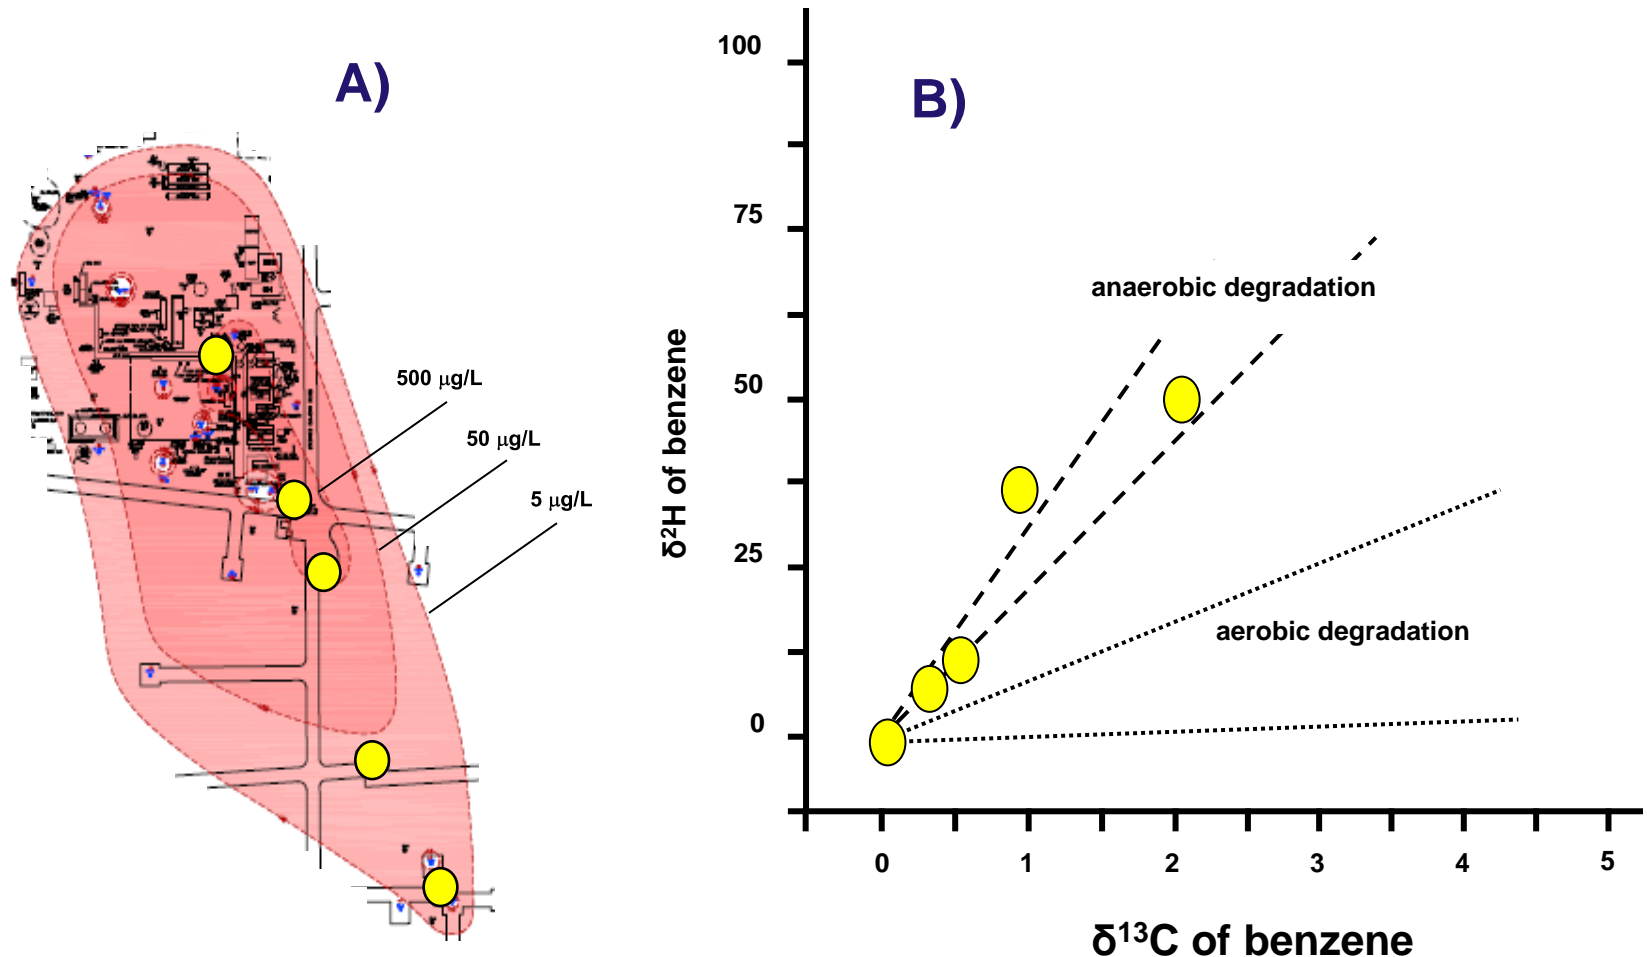 A)
500 μg/L
50 μg/L
5 μg/L
B)
100
75
50
25
0
δ²H of benzene
anaerobic degradation
aerobic degradation
0 1 2 3 4 5
δ¹³C of benzene